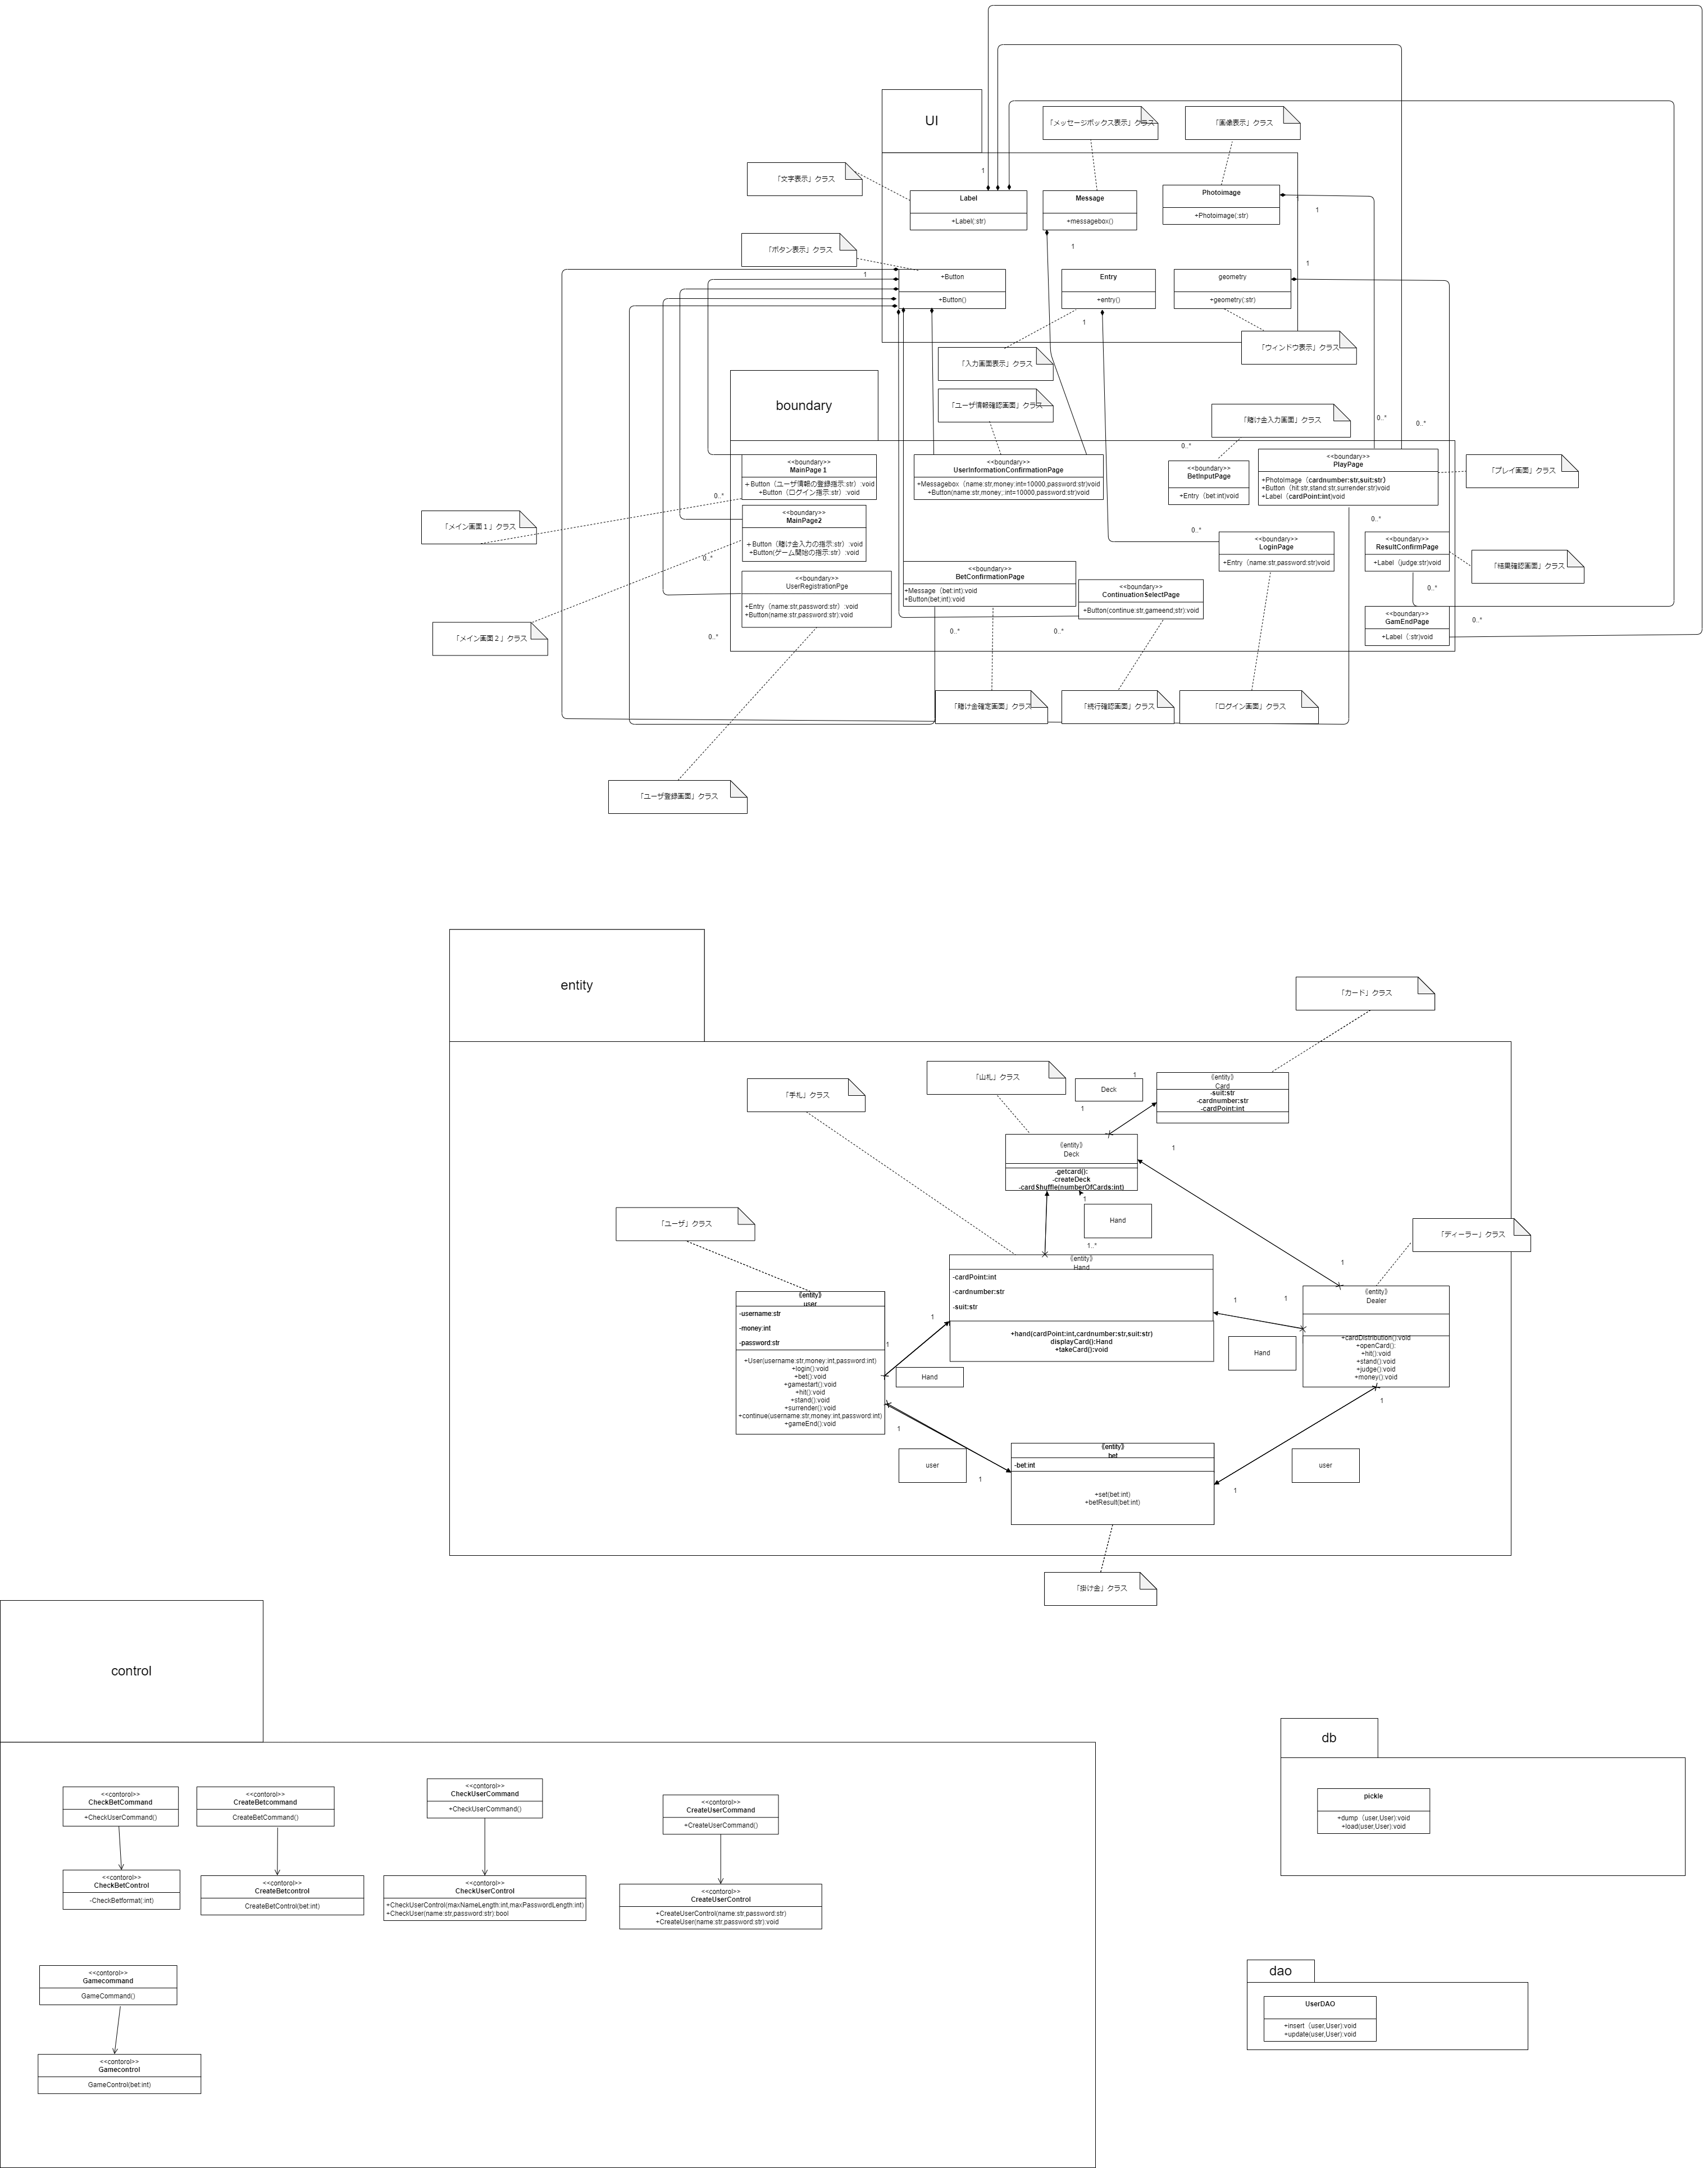 UI
「メッセージボックス表示」クラス
「画像表示」クラス
「文字表示」クラス
1
Label
+Label(:str)
Message
+messagebox()
Photoimage
+Photoimage(:str)
1
1
「ボタン表示」クラス
1
1
1
+Button
+Button()
Entry
+entry()
geometry
+geometry(:str)
1
「入力画面表示」クラス
「ウィンドウ表示」クラス
boundary
「ユーザ情報確認画面」クラス
「賭け金入力画面」クラス
0..*
0..*
0..*
<<boundary>>
MainPage 1
+Button（ユーザ情報の登録指示:str）:void
+Button（ログイン指示:str）:void
<<boundary>>
UserInformationConfirmationPage
+Messagebox（name:str,money:int=10000,password:str)void
+Button(name:str,money;:int=10000,password:str)void
<<boundary>>
BetInputPage
+Entry（bet:int)void
<<boundary>>
PlayPage
+PhotoImage（cardnumber:str,suit:str）
+Button（hit:str,stand:str,surrender:str)void
+Label（cardPoint:int)void
「プレイ画面」クラス
0..*
「メイン画面１」クラス
<<boundary>>
MainPage2
+Button（賭け金入力の指示:str）:void
+Button(ゲーム開始の指示:str）:void
0..*
0..*
0..*
<<boundary>>
LoginPage
+Entry（name:str,password:str)void
<<boundary>>
ResultConfirmPage
+Label（judge:str)void
「結果確認画面」クラス
<<boundary>>
UserRegistrationPge
+Entry（name:str,password:str）:void
+Button(name:str,password:str):void
<<boundary>>
BetConfirmationPage
+Message（bet:int):void
+Button(bet;int):void
<<boundary>>
ContinuationSelectPage
+Button(continue:str,gameend;str):void
<<boundary>>
GamEndPage
+Label（:str)void
0..*
「メイン画面２」クラス
0..*
0..*
0..*
「賭け金確定画面」クラス
「続行確認画面」クラス
「ログイン画面」クラス
「ユーザ登録画面」クラス
entity
「カード」クラス
「山札」クラス
「手札」クラス
Deck
1
1
《entity》
Card
-suit:str
-cardnumber:str
-cardPoint:int
《entity》
Deck
-getcard():
-createDeck
-cardShuffle(numberOfCards:int)
1
1
Hand
1..*
「ユーザ」クラス
「ディーラー」クラス
《entity》
Hand
-cardPoint:int
-cardnumber:str
-suit:str
+hand(cardPoint:int,cardnumber:str,suit:str)
displayCard():Hand
+takeCard():void
1
《entity》
user
-username:str
-money:int
-password:str
+User(username:str,money:int,password:int)
+login():void
+bet():void
+gamestart():void
+hit():void
+stand():void
+surrender():void
+continue(username:str,money:int,password:int)
+gameEnd():void
1
1
Hand
1
1
Hand
《entity》
Dealer
+cardDistribution():void
+openCard():
+hit():void
+stand():void
+judge():void
+money():void
1
1
user
1
《entity》
bet
-bet:int
+set(bet:int)
+betResult(bet:int)
user
1
「掛け金」クラス
control
<<contorol>>
CheckBetCommand
+CheckUserCommand()
<<contorol>>
CreateBetcommand
CreateBetCommand()
<<contorol>>
CheckUserCommand
+CheckUserCommand()
<<contorol>>
CreateUserCommand
+CreateUserCommand()
<<contorol>>
CheckBetControl
-CheckBetformat(:int)
<<contorol>>
CreateBetcontrol
CreateBetControl(bet:int)
<<contorol>>
CheckUserControl
+CheckUserControl(maxNameLength:int,maxPasswordLength:int)
+CheckUser(name:str,password:str):bool
<<contorol>>
CreateUserControl
+CreateUserControl(name:str,password:str)
+CreateUser(name:str,password:str):void
<<contorol>>
Gamecommand
GameCommand()
<<contorol>>
Gamecontrol
GameControl(bet:int)
db
pickle
+dump（user,User):void
+load(user,User):void
dao
UserDAO
+insert（user,User):void
+update(user,User):void